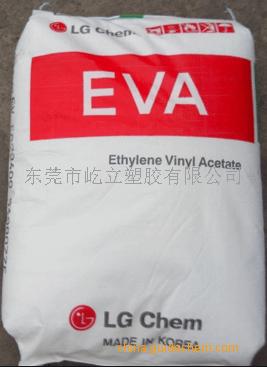 LG Chem
EVA
Ethylene Vinyl Acetate
东莞市屹立塑胶有限公司
LG Chem
MADE IN KOREA